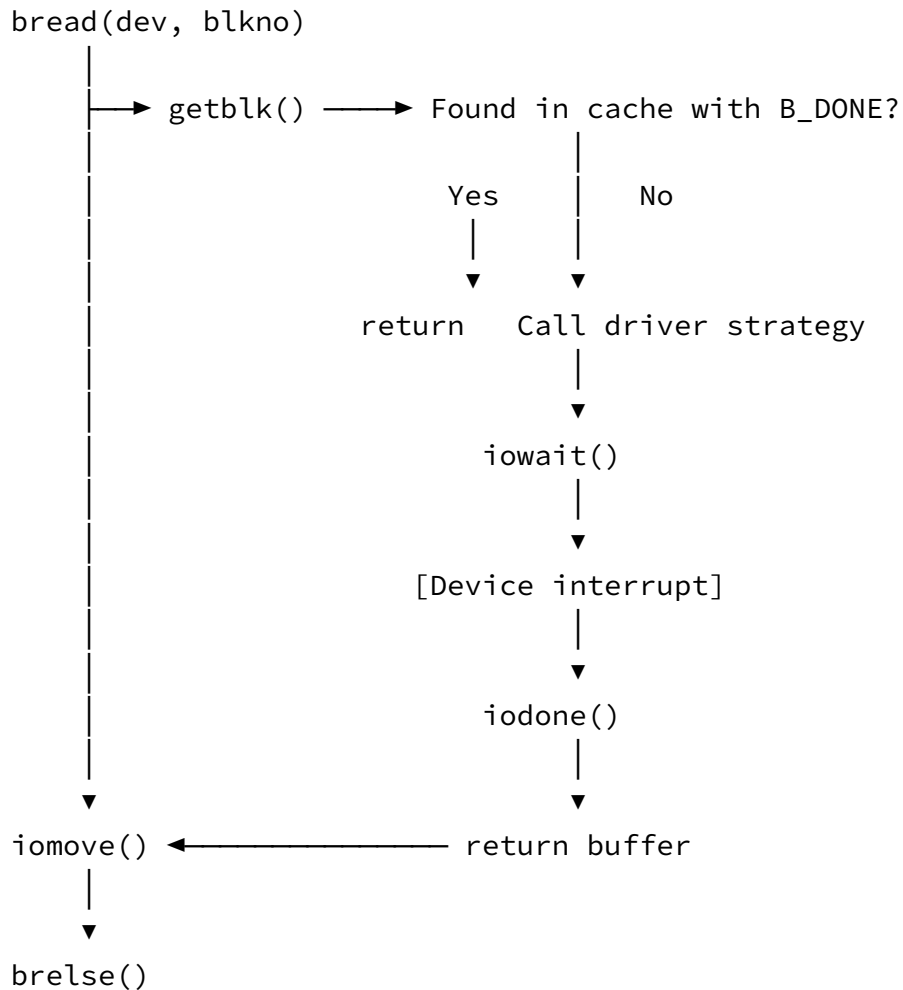 bread(dev, blkno)
getblk() Found in cache with B_DONE?
Yes No
return Call driver strategy
iowait()
[Device interrupt]
iodone()
iomove() return buffer
brelse()